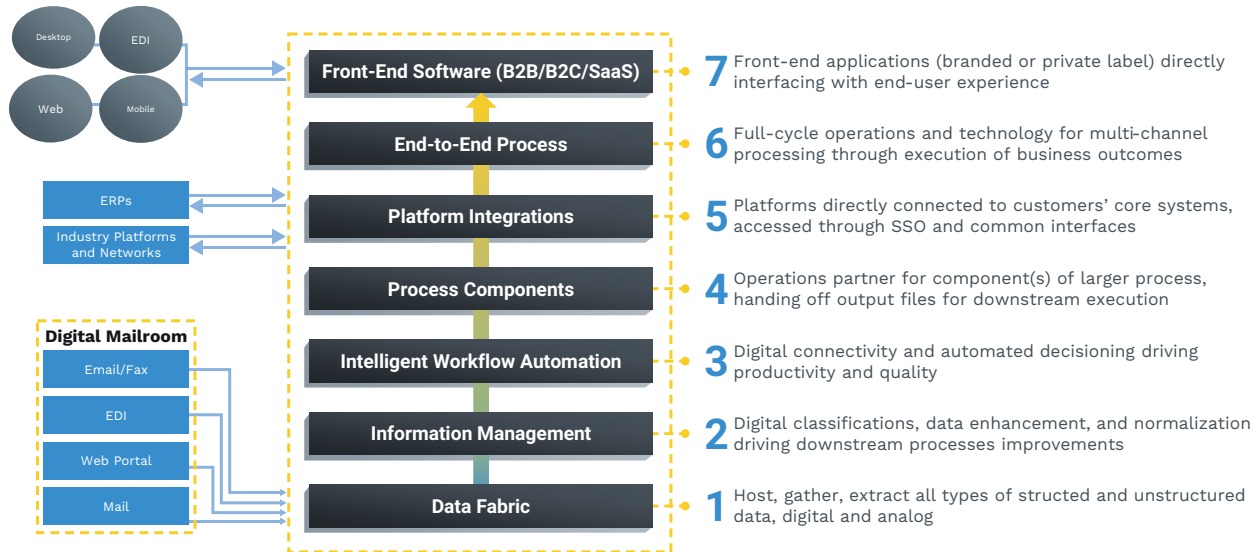 Desktop
EDI
Web
Mobile
ERPs
Industry Platforms
and Networks
Digital Mailroom
Email/Fax
EDI
Web Portal
Mail
Front-End Software (B2B/B2C/SaaS)
End-to-End Process
Platform Integrations
Process Components
Intelligent Workflow Automation
Information Management
Data Fabric
7
Front-end applications (branded or private label) directly
interfacing with end-user experience
6
Full-cycle operations and technology for multi-channel
processing through execution of business outcomes
5
Platforms directly connected to customers’ core systems,
accessed through SSO and common interfaces
4
Operations partner for component(s) of larger process,
handing off output files for downstream execution
3
Digital connectivity and automated decisioning driving
productivity and quality
2
Digital classifications, data enhancement, and normalization
driving downstream processes improvements
1
Host, gather, extract all types of structed and unstructured
data, digital and analog